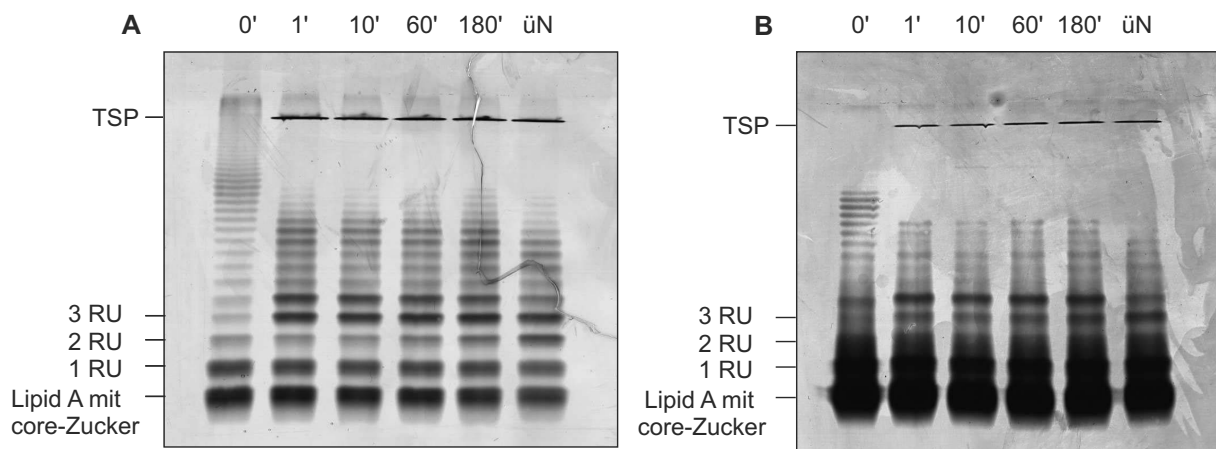 A
0' 1' 10' 60' 180' üN
TSP
3 RU
2 RU
1 RU
Lipid A mit
core-Zucker
B
0' 1' 10' 60' 180' üN
TSP
3 RU
2 RU
1 RU
Lipid A mit
core-Zucker